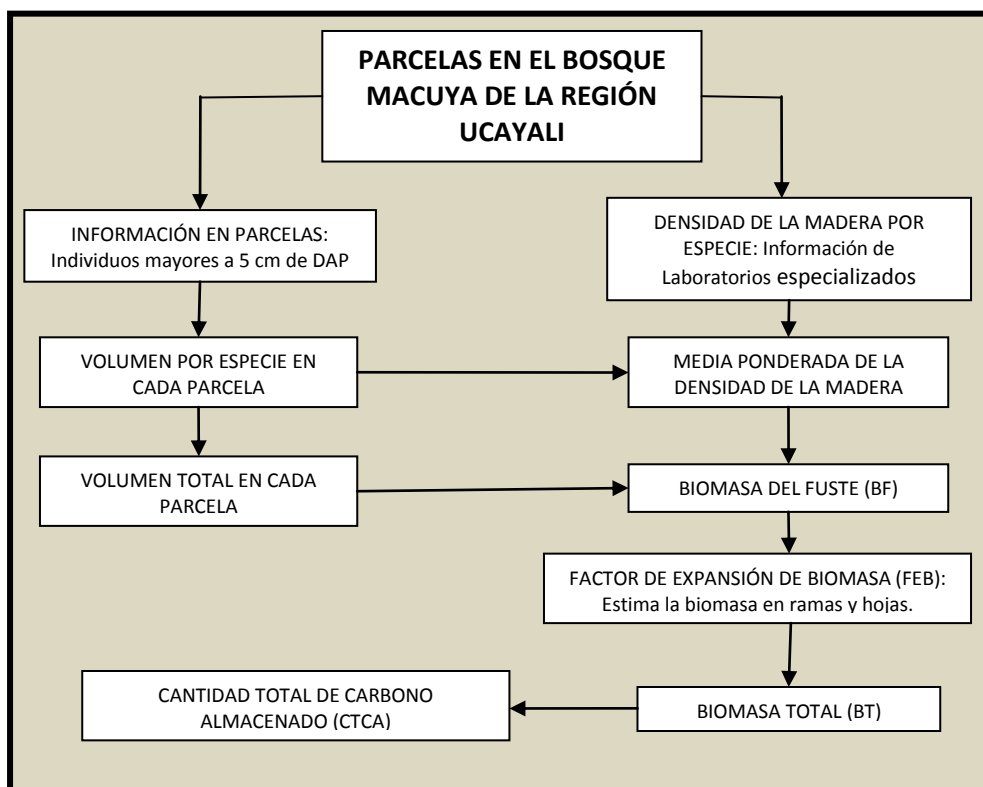 PARCELAS EN EL BOSQUE
MACUYA DE LA REGIÓN
UCAYALI
INFORMACIÓN EN PARCELAS:
Individuos mayores a 5 cm de DAP
DENSIDAD DE LA MADERA POR
ESPECIE: Información de
Laboratorios especializados
VOLUMEN POR ESPECIE EN
CADA PARCELA
MEDIA PONDERADA DE LA
DENSIDAD DE LA MADERA
VOLUMEN TOTAL EN CADA
PARCELA
BIOMASA DEL FUSTE (BF)
FACTOR DE EXPANSIÓN DE BIOMASA (FEB):
Estima la biomasa en ramas y hojas.
CANTIDAD TOTAL DE CARBONO
ALMACENADO (CTCA)
BIOMASA TOTAL (BT)